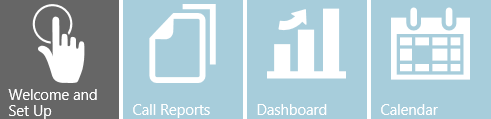 Welcome and
Set Up
Call Reports
Dashboard
Calendar